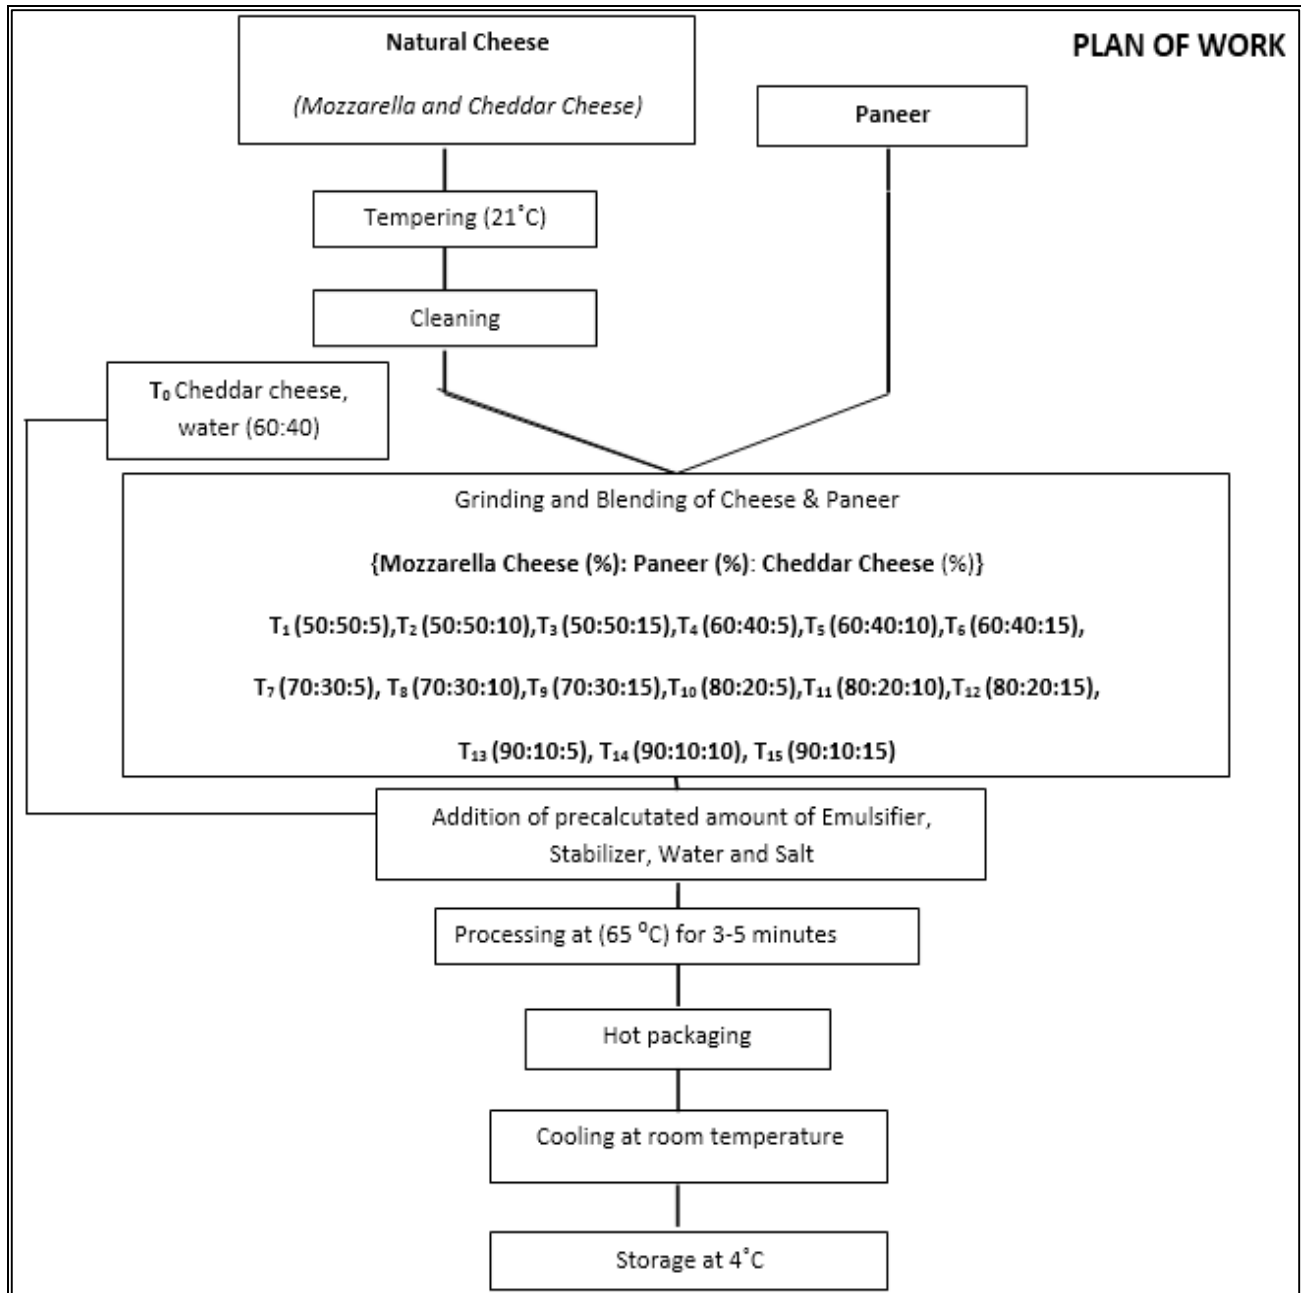 PLAN OF WORK
Natural Cheese
(Mozzarella and Cheddar Cheese)
Paneer
Tempering (21˚C)
Cleaning
T₀ Cheddar cheese,
water (60:40)
Grinding and Blending of Cheese & Paneer
{Mozzarella Cheese (%): Paneer (%): Cheddar Cheese (%)}
T₁ (50:50:5),T₂ (50:50:10),T₃ (50:50:15),T₄ (60:40:5),T₅ (60:40:10),T₆ (60:40:15),
T₇ (70:30:5), T₈ (70:30:10),T₉ (70:30:15),T₁₀ (80:20:5),T₁₁ (80:20:10),T₁₂ (80:20:15),
T₁₃ (90:10:5), T₁₄ (90:10:10), T₁₅ (90:10:15)
Addition of precalcutated amount of Emulsifier,
Stabilizer, Water and Salt
Processing at (65 ⁰C) for 3-5 minutes
Hot packaging
Cooling at room temperature
Storage at 4˚C